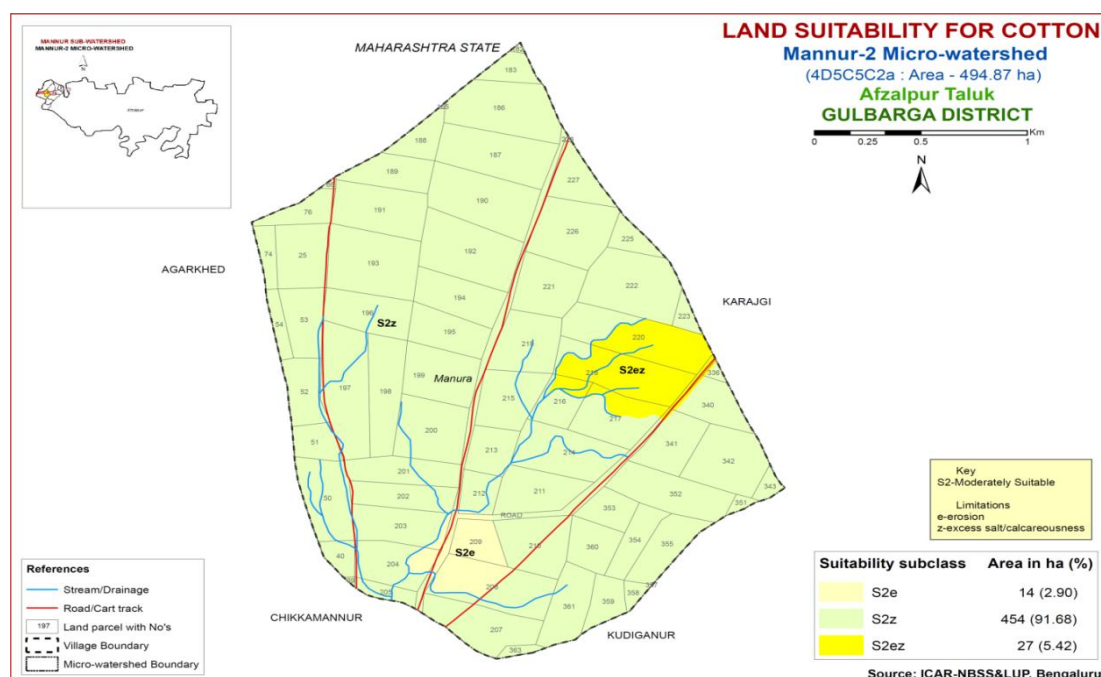 MANNUR SUB-WATERSHED
MANNUR-2 MICRO-WATERSHED
N
LAND SUITABILITY FOR COTTON
Mannur-2 Micro-watershed
(4D5C5C2a : Area - 494.87 ha)
Afzalpur Taluk
GULBARGA DISTRICT
Km
0 0.25 0.5 1
N
MAHARASHTRA STATE
183
186
188
187
189
227
76
191
190
226
225
74
25
192
193
221
222
AGARKHED
KARAJGI
194
223
54
53
196
S2z
195
220
S2ez
Manura
199
338
52
197
198
215
216
217
340
200
51
213
214
341
342
201
343
50
202
212
211
352
351
ROAD
353
203
209
S2e
354
355
40
204
360
205
208
361
359
358
207
363
CHIKKAMANNUR
KUDIGANUR
Key
S2-Moderately Suitable
Limitations
e-erosion
z-excess salt/calcareousness
References
Stream/Drainage
Road/Cart track
197 Land parcel with No's
Village Boundary
Micro-watershed Boundary
Suitability subclass Area in ha (%)
S2e 14 (2.90)
S2z 454 (91.68)
S2ez 27 (5.42)
Source: ICAR-NBSS&LUP, Bengaluru